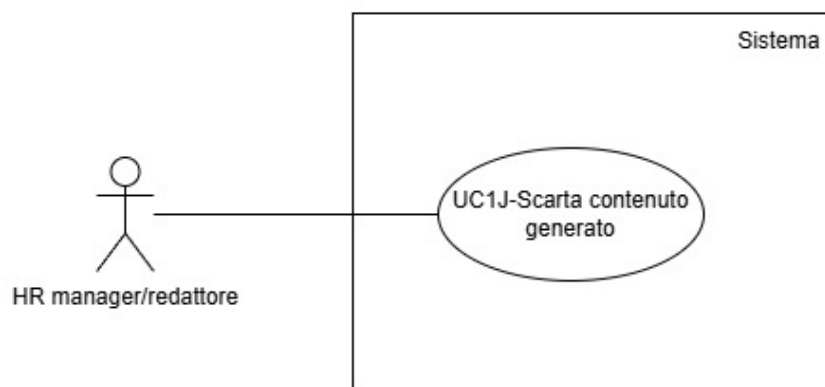 Sistema
UC1J-Scarta contenuto
generato
HR manager/redattore